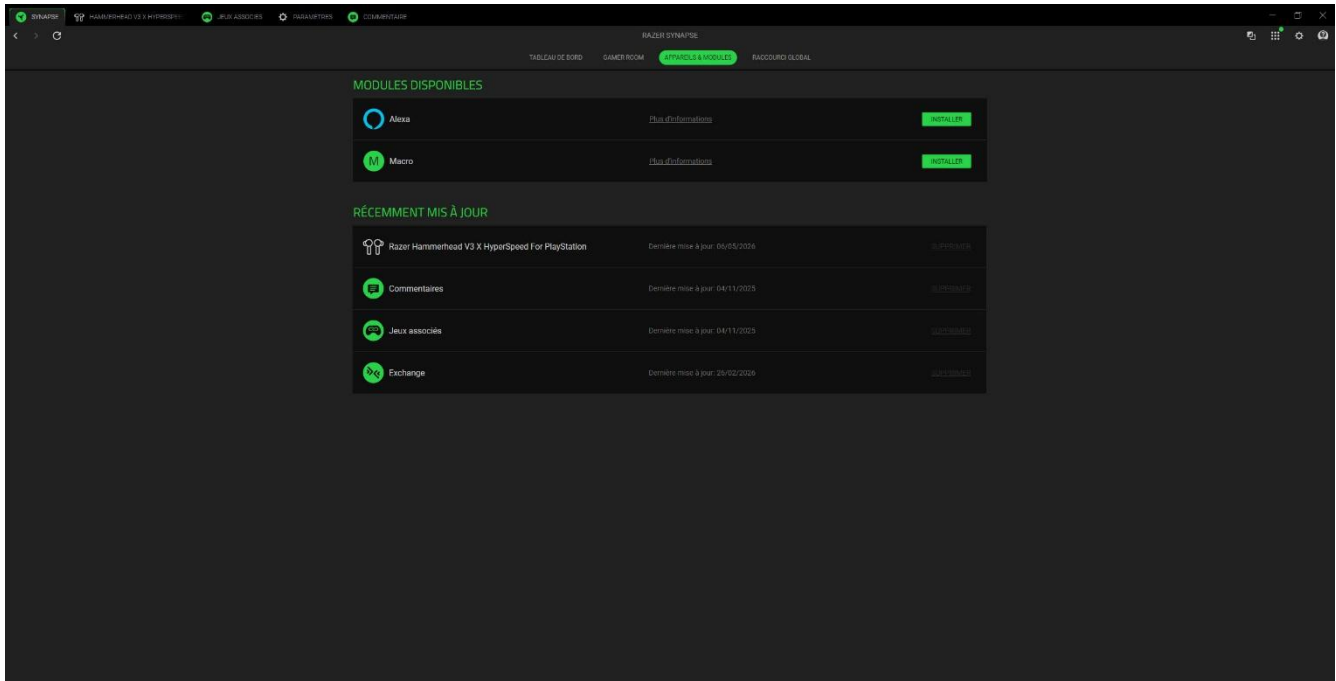 SYNAPSE HAMMERHEAD V3 X HYPERSPE JEUX ASSOCIÉS PARAMÈTRES COMMENTAIRE
RAZER SYNAPSE
TABLEAU DE BORD GAMER ROOM APPAREILS & MODULES RACCOURCI GLOBAL
MODULES DISPONIBLES
Alexa Plus d'informations INSTALLER
M Macro Plus d'informations INSTALLER
RÉCEMMENT MIS À JOUR
Razer Hammerhead V3 X HyperSpeed For PlayStation Dernière mise à jour: 06/05/2026 SUPPRIMER
Commentaires Dernière mise à jour: 04/11/2025 SUPPRIMER
Jeux associés Dernière mise à jour: 04/11/2025 SUPPRIMER
Exchange Dernière mise à jour: 26/02/2026 SUPPRIMER